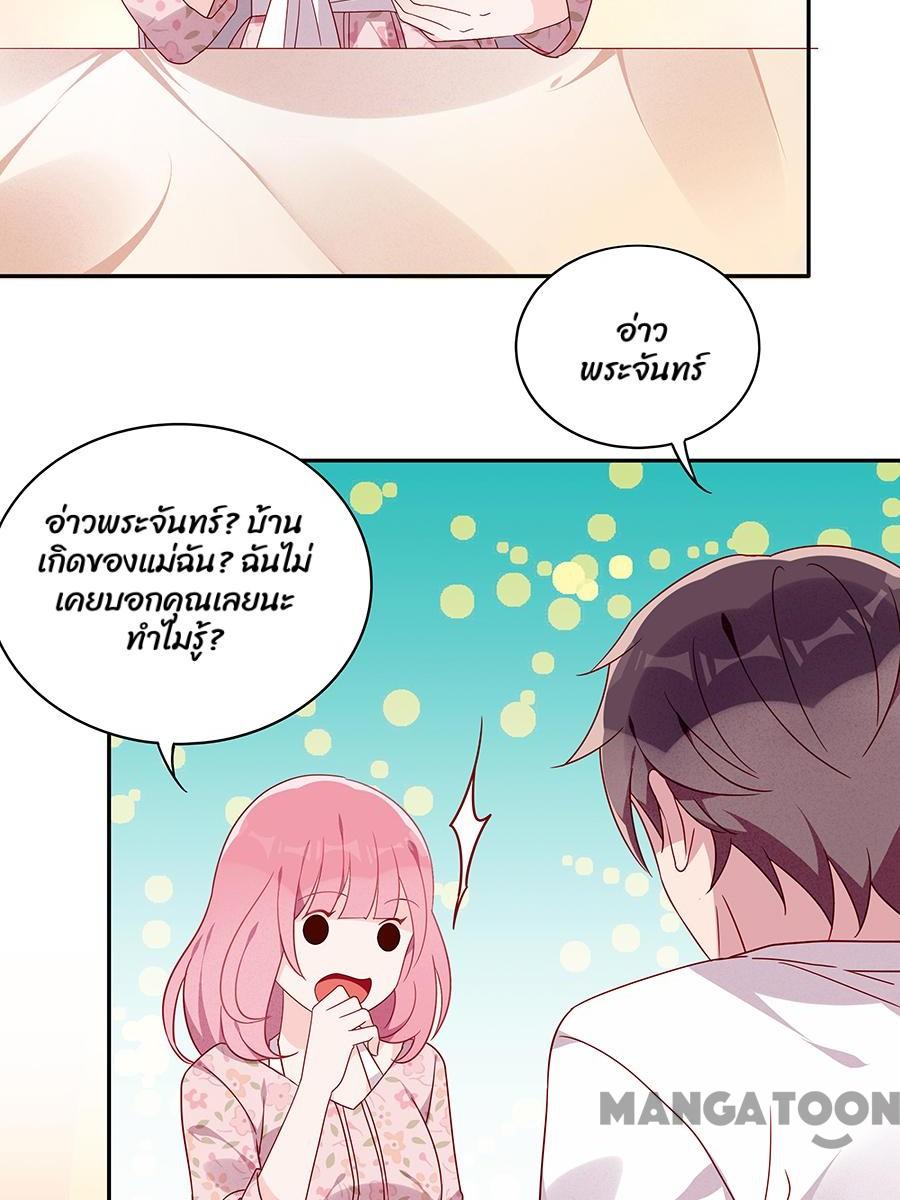 อ่าว
พระจันทร์
อ่าวพระจันทร์? บ้าน
เกิดของแม่ฉัน? ฉันไม่
เคยบอกคุณเลยนะ
ทำไมรู้?
MANGATOON